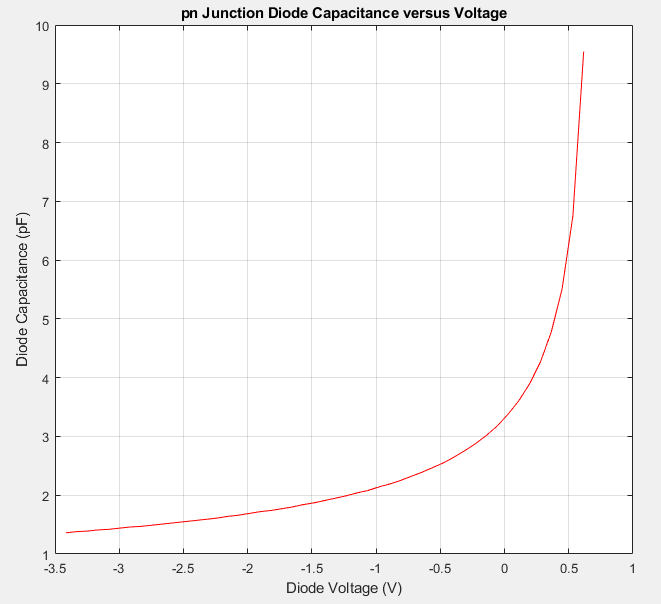 pn Junction Diode Capacitance versus Voltage
10
9
8
7
6
5
4
3
2
1
Diode Capacitance (pF)
-3.5 -3 -2.5 -2 -1.5 -1 -0.5 0 0.5 1
Diode Voltage (V)